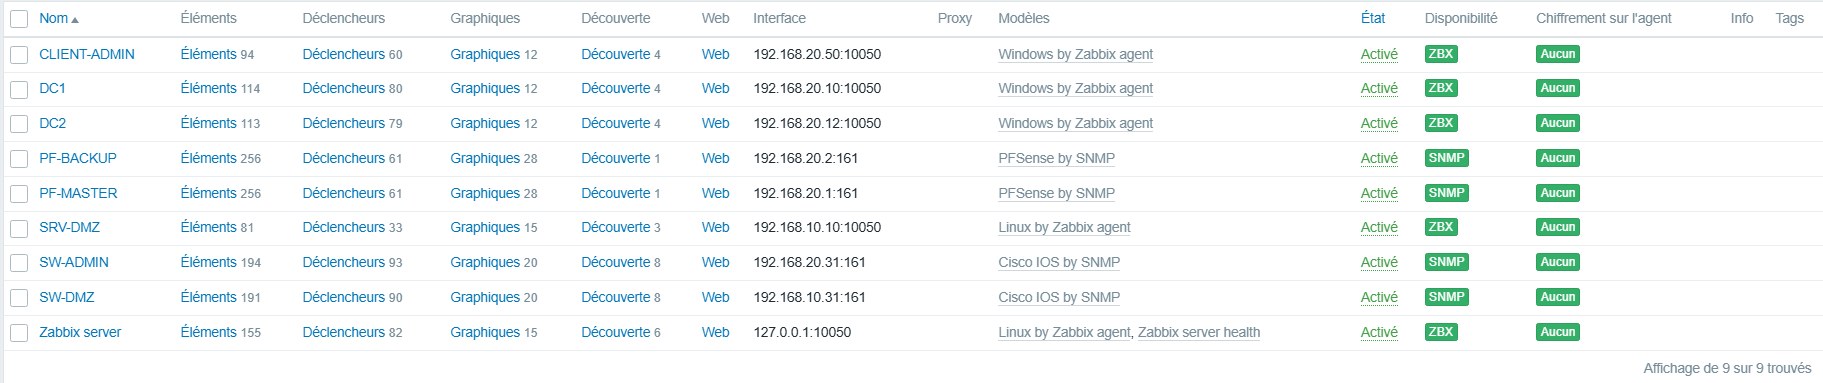 Nom Éléments Déclencheurs Graphiques Découverte Web Interface Proxy Modèles État Disponibilité Chiffrement sur l'agent Info Tags
CLIENT-ADMIN Éléments 94 Déclencheurs 60 Graphiques 12 Découverte 4 Web 192.168.20.50:10050 Windows by Zabbix agent Activé ZBX Aucun
DC1 Éléments 114 Déclencheurs 80 Graphiques 12 Découverte 4 Web 192.168.20.10:10050 Windows by Zabbix agent Activé ZBX Aucun
DC2 Éléments 113 Déclencheurs 79 Graphiques 12 Découverte 4 Web 192.168.20.12:10050 Windows by Zabbix agent Activé ZBX Aucun
PF-BACKUP Éléments 256 Déclencheurs 61 Graphiques 28 Découverte 1 Web 192.168.20.2:161 PFSense by SNMP Activé SNMP Aucun
PF-MASTER Éléments 256 Déclencheurs 61 Graphiques 28 Découverte 1 Web 192.168.20.1:161 PFSense by SNMP Activé SNMP Aucun
SRV-DMZ Éléments 81 Déclencheurs 33 Graphiques 15 Découverte 3 Web 192.168.10.10:10050 Linux by Zabbix agent Activé ZBX Aucun
SW-ADMIN Éléments 194 Déclencheurs 93 Graphiques 20 Découverte 8 Web 192.168.20.31:161 Cisco IOS by SNMP Activé SNMP Aucun
SW-DMZ Éléments 191 Déclencheurs 90 Graphiques 20 Découverte 8 Web 192.168.10.31:161 Cisco IOS by SNMP Activé SNMP Aucun
Zabbix server Éléments 155 Déclencheurs 82 Graphiques 15 Découverte 6 Web 127.0.0.1:10050 Linux by Zabbix agent, Zabbix server health Activé ZBX Aucun
Affichage de 9 sur 9 trouvés